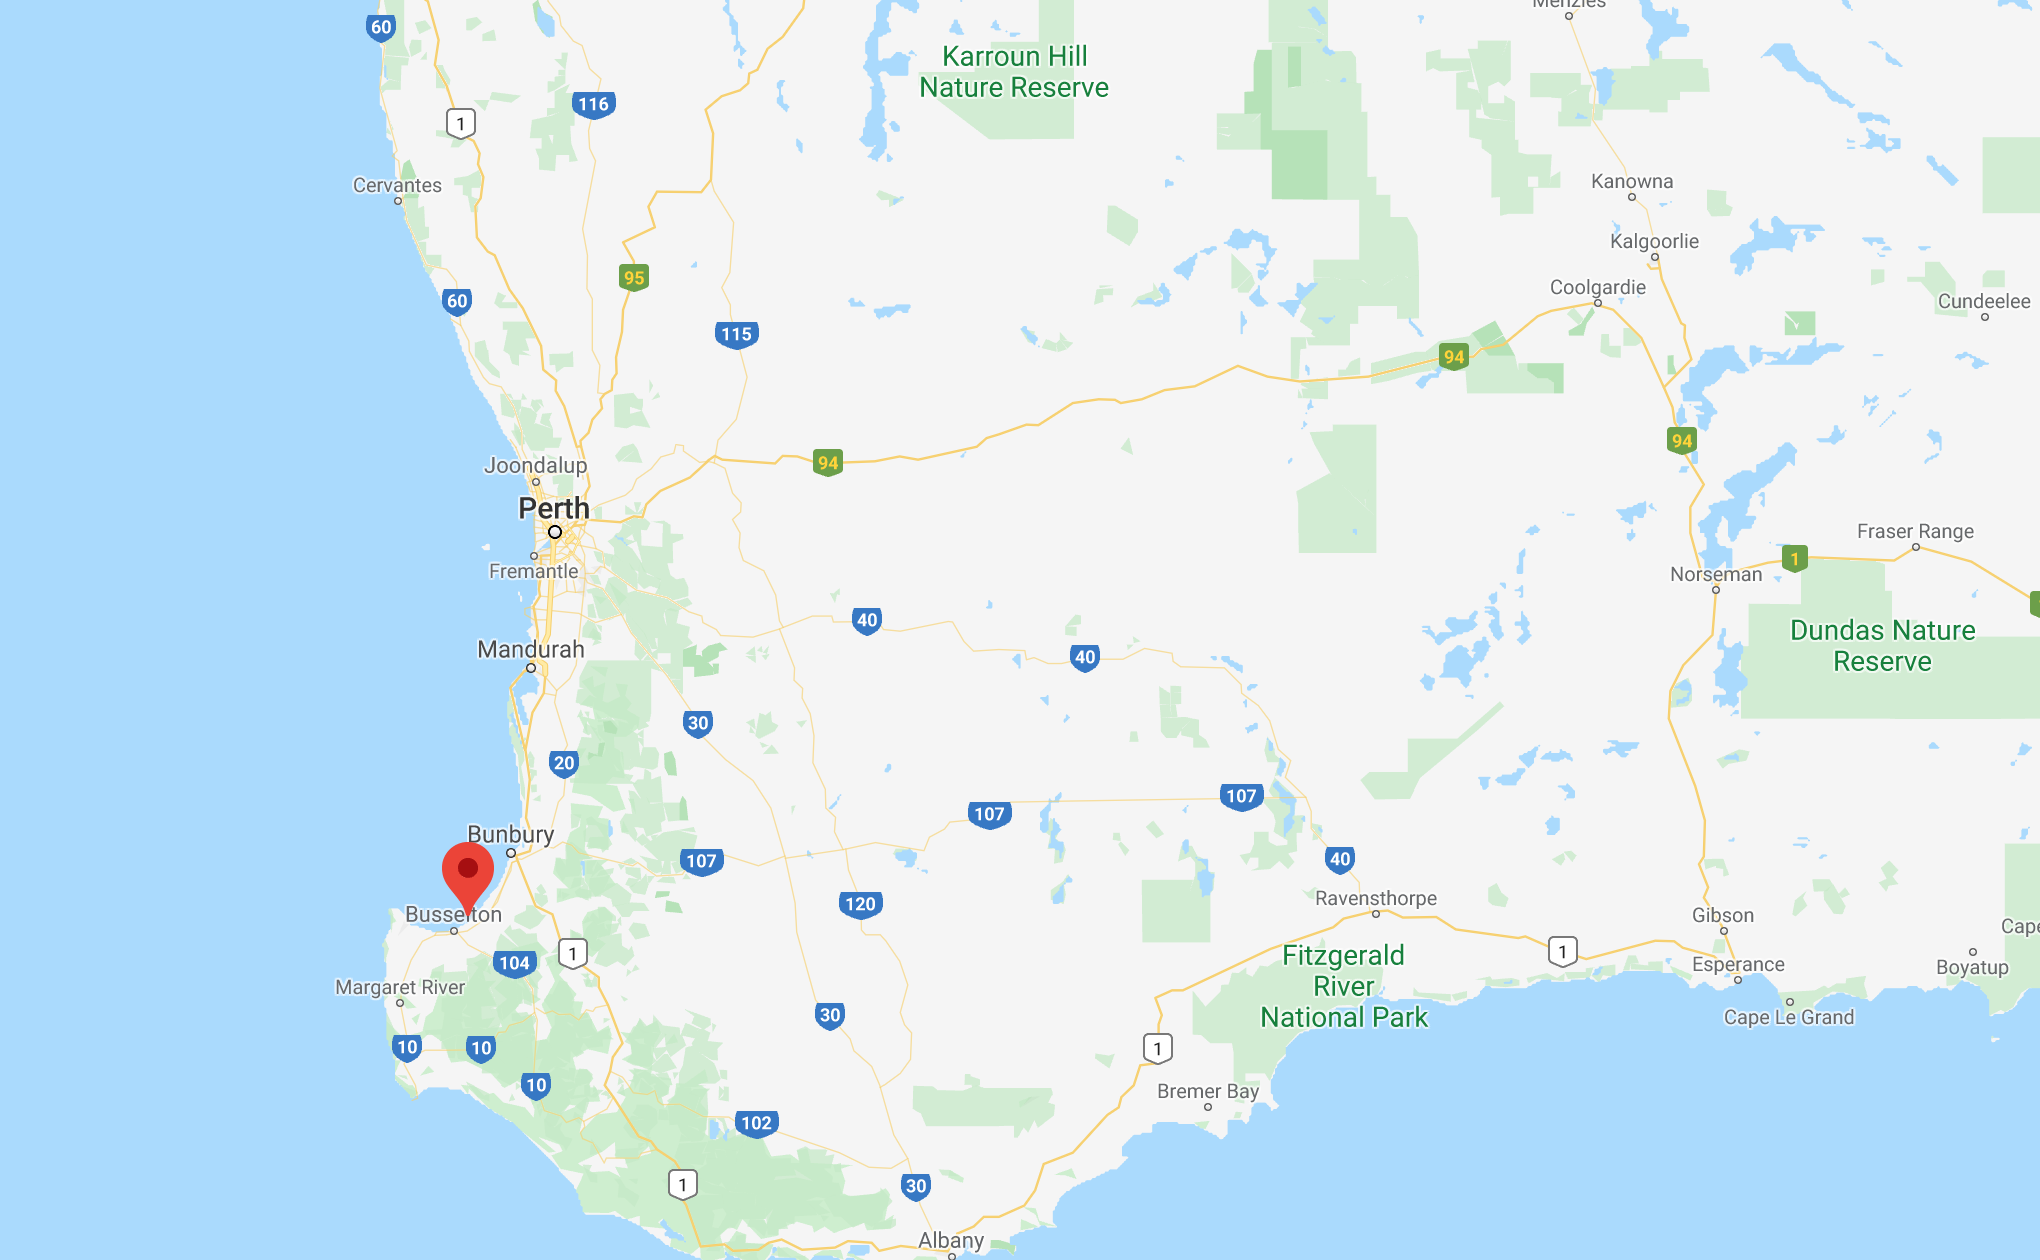 Menzies
60
Karroun Hill
Nature Reserve
116
1
Cervantes
Kanowna
Kalgoorlie
95
Coolgardie
60
Cundeelee
115
94
94
94
Joondalup
Perth
Fraser Range
1
Fremantle
Norseman
40
Dundas Nature
Reserve
Mandurah
40
30
20
107
107
Bunbury
107
40
Ravensthorpe
120
Busselton
Gibson
Cape
1
1
Fitzgerald
River
National Park
104
Esperance
Boyatup
Margaret River
30
Cape Le Grand
10
10
1
10
Bremer Bay
102
1
30
Albany